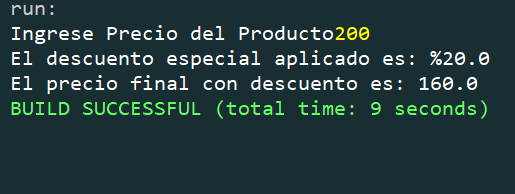 run:
Ingrese Precio del Producto200
El descuento especial aplicado es: %20.0
El precio final con descuento es: 160.0
BUILD SUCCESSFUL (total time: 9 seconds)